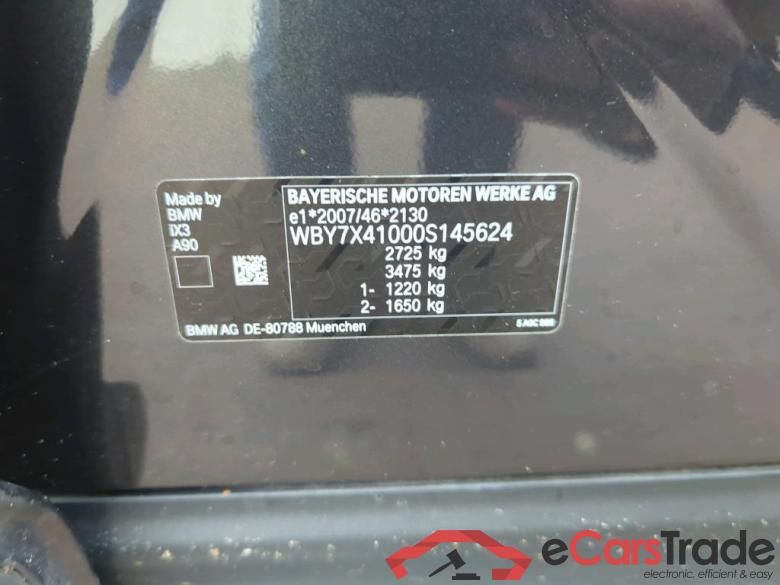 Made by
BMW
iX3
A90
BAYERISCHE MOTOREN WERKE AG
e1*2007/46*2130
WBY7X41000S145624
2725 kg
3475 kg
1- 1220 kg
2- 1650 kg
BMW AG DE-80788 Muenchen
eCarsTrade
electronic. efficient & easy